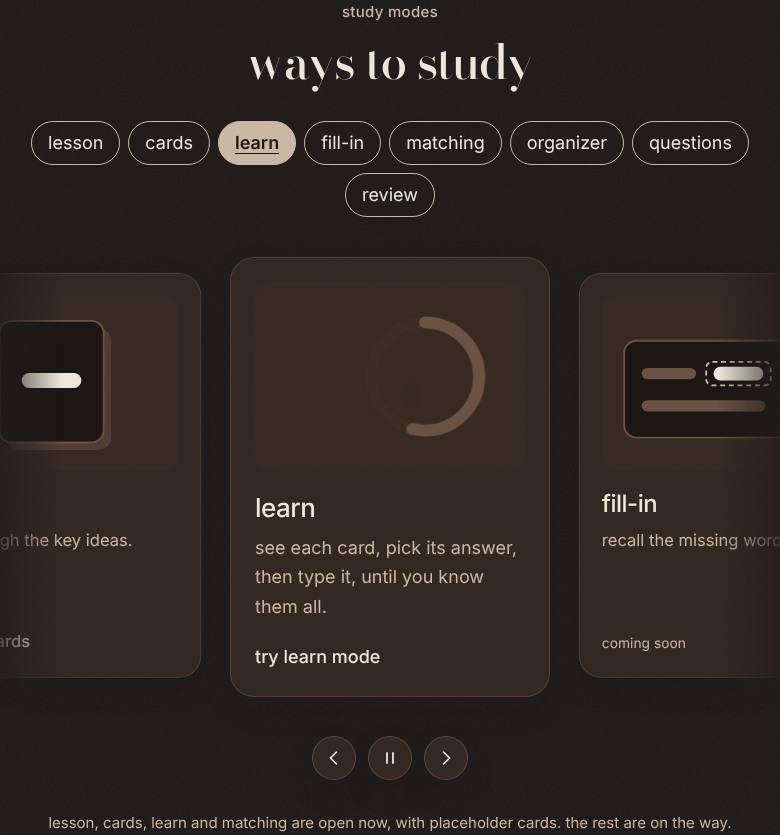 study modes
ways to study
lesson
cards
learn
fill-in
matching
organizer
questions
review
gh the key ideas.
ards
learn
see each card, pick its answer,
then type it, until you know
them all.
try learn mode
fill-in
recall the missing word
coming soon
lesson, cards, learn and matching are open now, with placeholder cards. the rest are on the way.